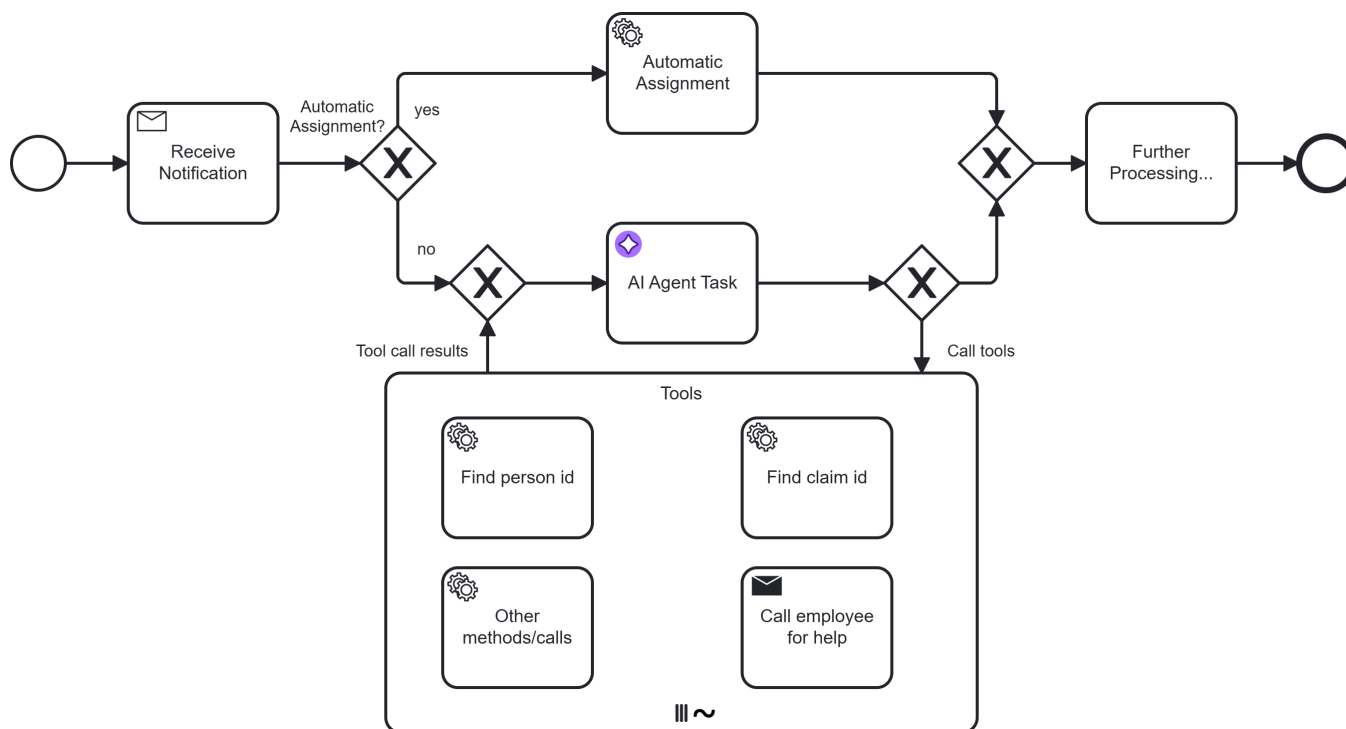 Automatic
Assignment
Automatic
Assignment?
yes
Receive
Notification
Further
Processing...
no
AI Agent Task
Tool call results
Call tools
Tools
Find person id
Find claim id
Other
methods/calls
Call employee
for help